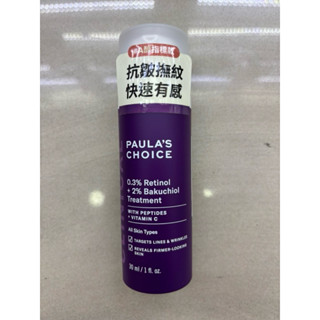 抗皺撫紋
快速有感
PAULA'S
CHOICE
0.3% Retinol
+ 2% Bakuchiol
Treatment
WITH PEPTIDES
+ VITAMIN C
All Skin Types
TARGETS LINES & WRINKLES
REVEALS FIRMER-LOOKING
SKIN
30 ml / 1 fl. oz.